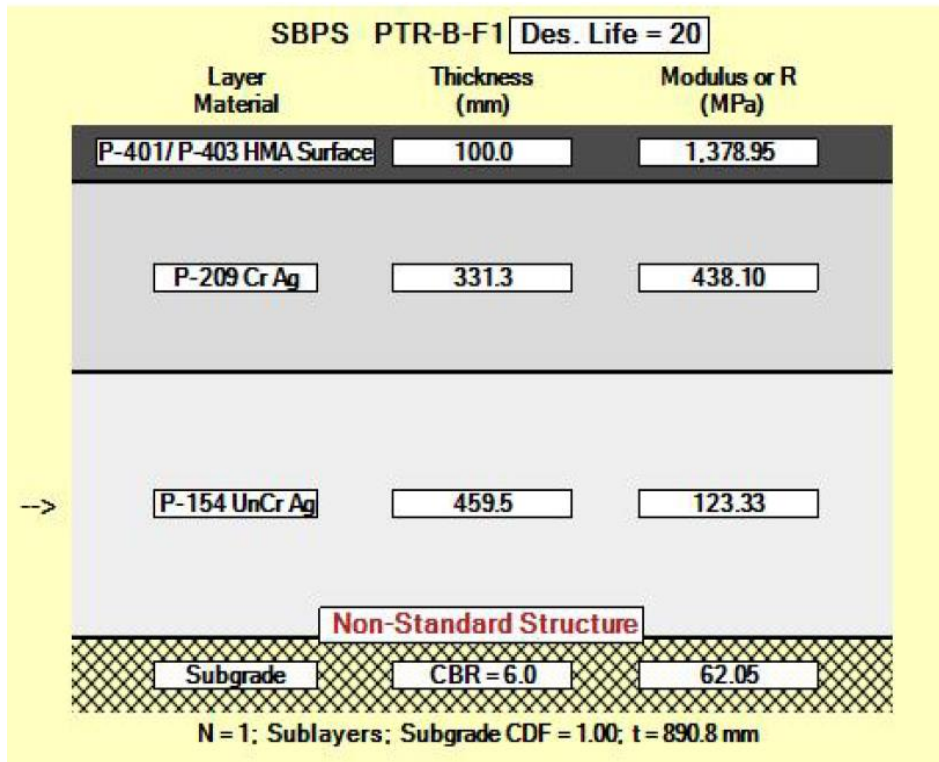 SBPS PTR-B-F1 Des. Life = 20
Layer Material Thickness (mm) Modulus or R (MPa)
P-401/ P-403 HMA Surface 100.0 1,378.95
P-209 Cr Ag 331.3 438.10
--> P-154 UnCr Ag 459.5 123.33
Non-Standard Structure
Subgrade CBR = 6.0 62.05
N = 1; Sublayers; Subgrade CDF = 1.00; t = 890.8 mm